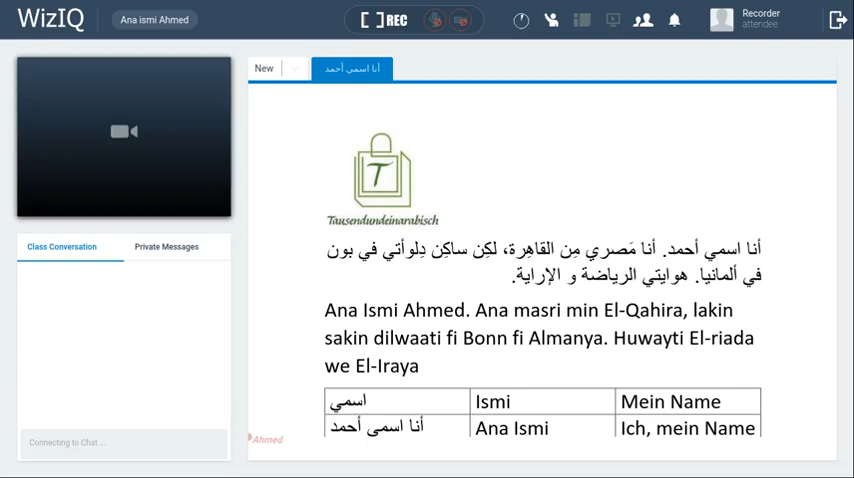 WizIQ
Ana ismi Ahmed
[ ]REC
Recorder
attendee
New
أنا اسمي أحمد
T
Tausendundeinarabisch
أنا اسمي أحمد. أنا مَصري مِن القاهِرة، لكِن ساكِن دِلوأتي في بون
في ألمانيا. هوايتي الرياضة و الإراية.
Ana Ismi Ahmed. Ana masri min El-Qahira, lakin
sakin dilwaati fi Bonn fi Almanya. Huwayti El-riada
we El-Iraya
اسمي Ismi Mein Name
أنا اسمي أحمد Ana Ismi Ich, mein Name
Ahmed
Class Conversation
Private Messages
Connecting to Chat ...